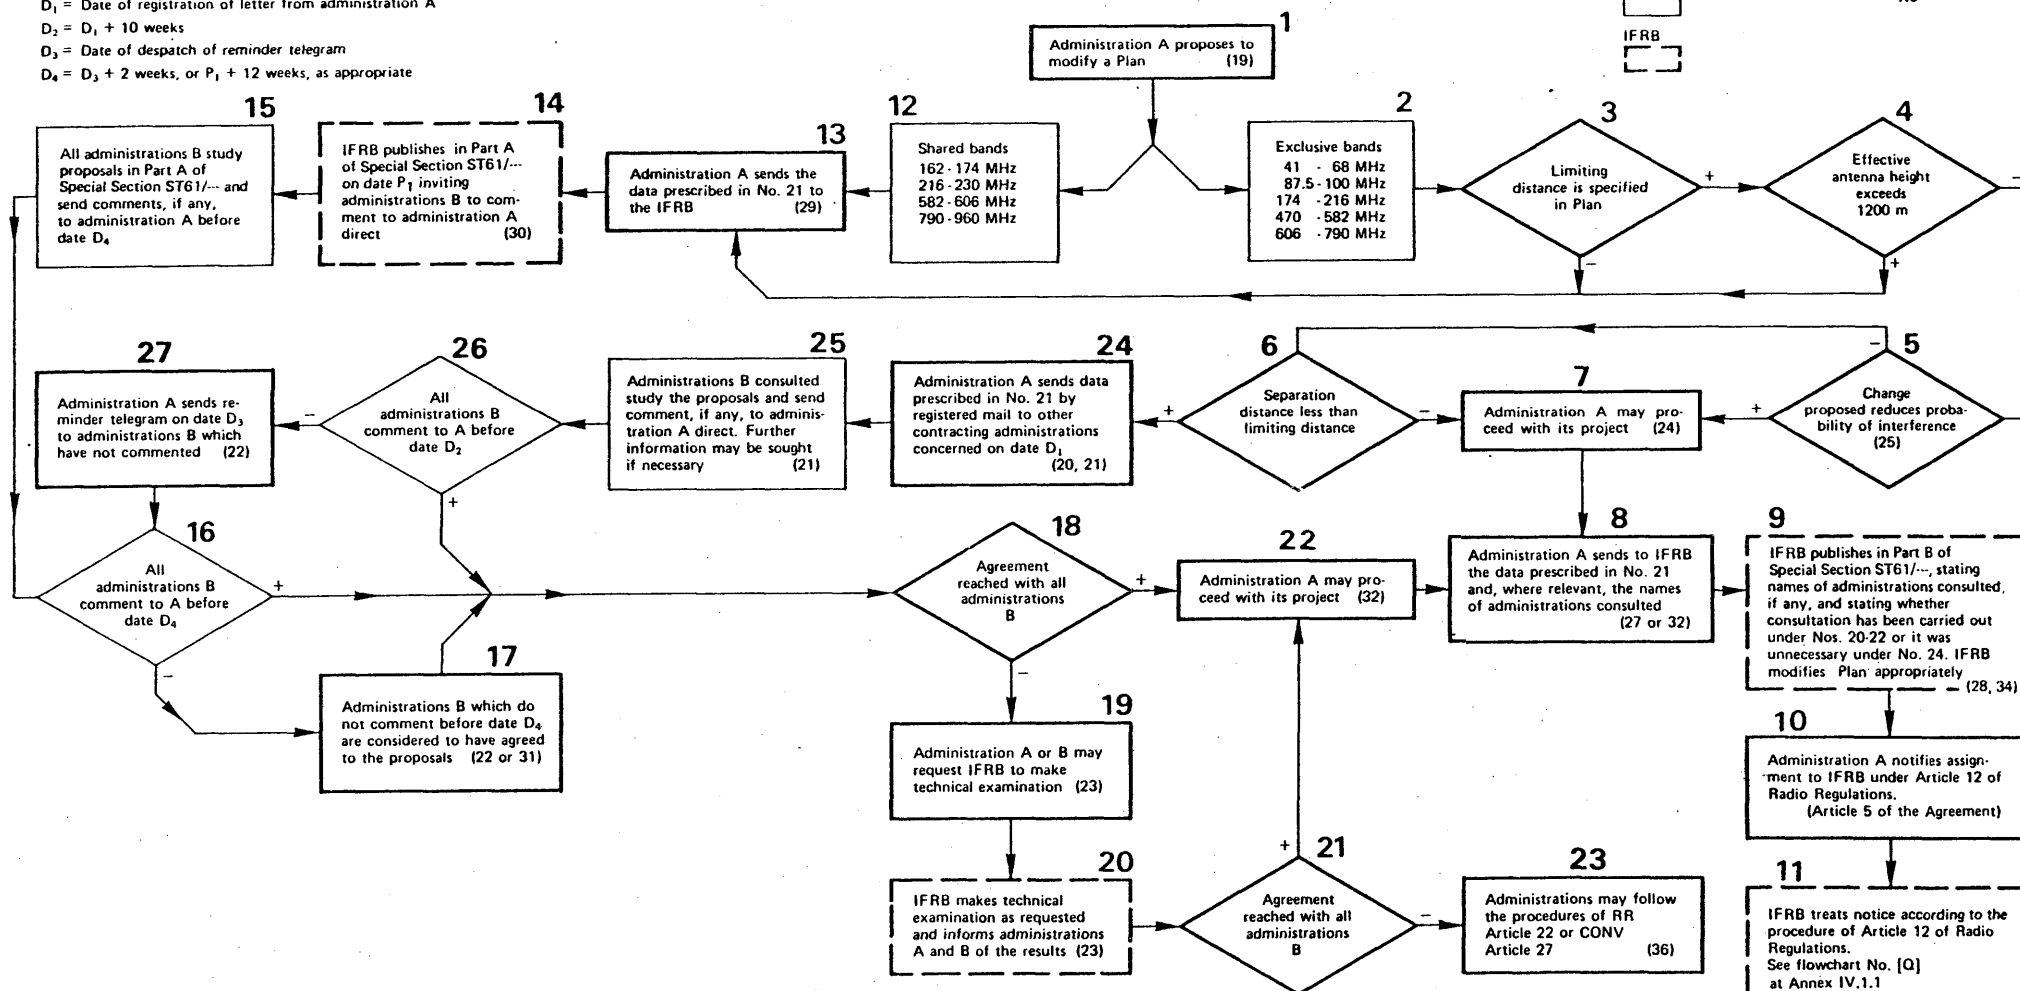 D₁ = Date of registration of letter from administration A
D₂ = D₁ + 10 weeks
D₃ = Date of despatch of reminder telegram
D₄ = D₃ + 2 weeks, or P₁ + 12 weeks, as appropriate
IFRB
1
Administration A proposes to
modify a Plan (19)
15
All administrations B study
proposals in Part A of
Special Section ST61/--- and
send comments, if any,
to administration A before
date D₄
14
IFRB publishes in Part A
of Special Section ST61/---
on date P₁ inviting
administrations B to com-
ment to administration A
direct (30)
13
Administration A sends the
data prescribed in No. 21 to
the IFRB (29)
12
Shared bands
162 - 174 MHz
216 - 230 MHz
582 - 606 MHz
790 - 960 MHz
2
Exclusive bands
41 - 68 MHz
87.5 - 100 MHz
174 - 216 MHz
470 - 582 MHz
606 - 790 MHz
3
Limiting
distance is specified
in Plan
+
−
4
Effective
antenna height
exceeds
1200 m
−
+
27
Administration A sends re-
minder telegram on date D₃
to administrations B which
have not commented (22)
26
All
administrations B
comment to A before
date D₂
−
+
25
Administrations B consulted
study the proposals and send
comment, if any, to adminis-
tration A direct. Further
information may be sought
if necessary (21)
24
Administration A sends data
prescribed in No. 21 by
registered mail to other
contracting administrations
concerned on date D₁
(20, 21)
6
Separation
distance less than
limiting distance
+
−
7
Administration A may pro-
ceed with its project (24)
5
Change
proposed reduces proba-
bility of interference
(25)
−
+
16
All
administrations B
comment to A before
date D₄
+
−
17
Administrations B which do
not comment before date D₄
are considered to have agreed
to the proposals (22 or 31)
18
Agreement
reached with all
administrations
B
+
−
22
Administration A may pro-
ceed with its project (32)
8
Administration A sends to IFRB
the data prescribed in No. 21
and, where relevant, the names
of administrations consulted
(27 or 32)
9
IFRB publishes in Part B of
Special Section ST61/---, stating
names of administrations consulted,
if any, and stating whether
consultation has been carried out
under Nos. 20-22 or it was
unnecessary under No. 24. IFRB
modifies Plan appropriately
(28, 34)
19
Administration A or B may
request IFRB to make
technical examination (23)
10
Administration A notifies assign-
ment to IFRB under Article 12 of
Radio Regulations.
(Article 5 of the Agreement)
20
IFRB makes technical
examination as requested
and informs administrations
A and B of the results (23)
21
Agreement
reached with all
administrations
B
+
−
23
Administrations may follow
the procedures of RR
Article 22 or CONV
Article 27 (36)
11
IFRB treats notice according to the
procedure of Article 12 of Radio
Regulations.
See flowchart No. [Q]
at Annex IV.1.1